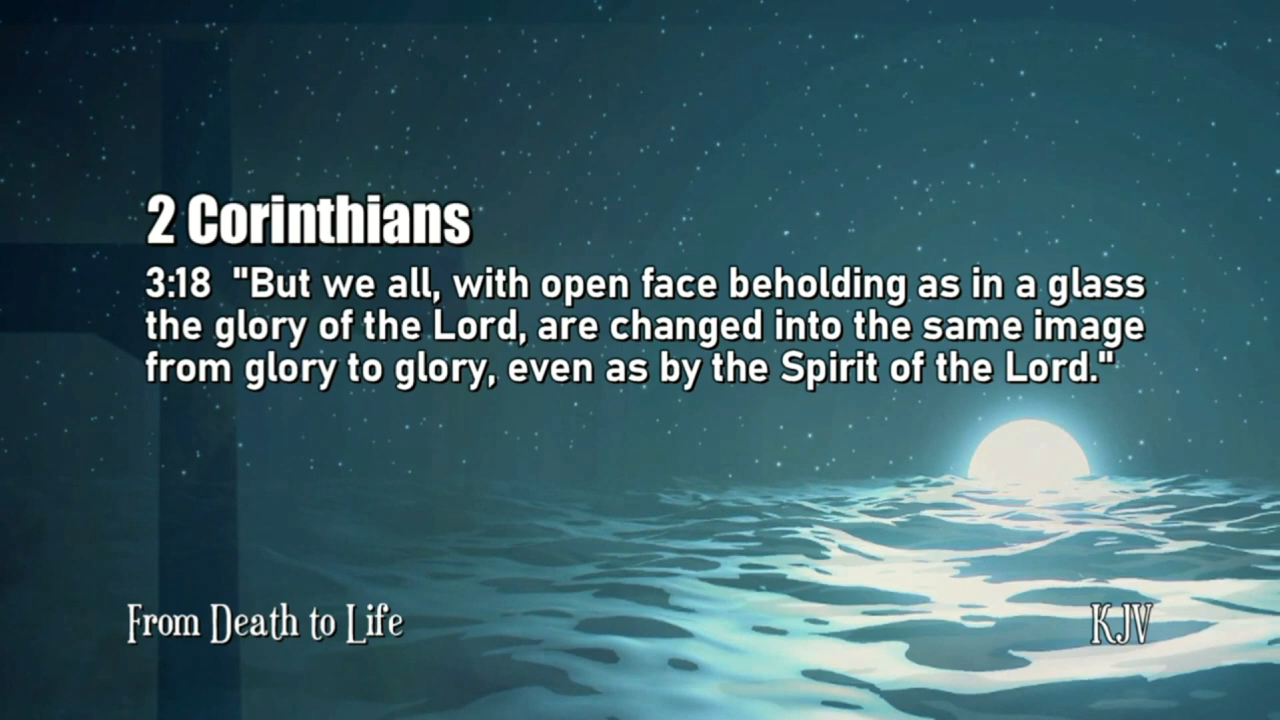 2 Corinthians
3:18 "But we all, with open face beholding as in a glass
the glory of the Lord, are changed into the same image
from glory to glory, even as by the Spirit of the Lord."
From Death to Life
KJV